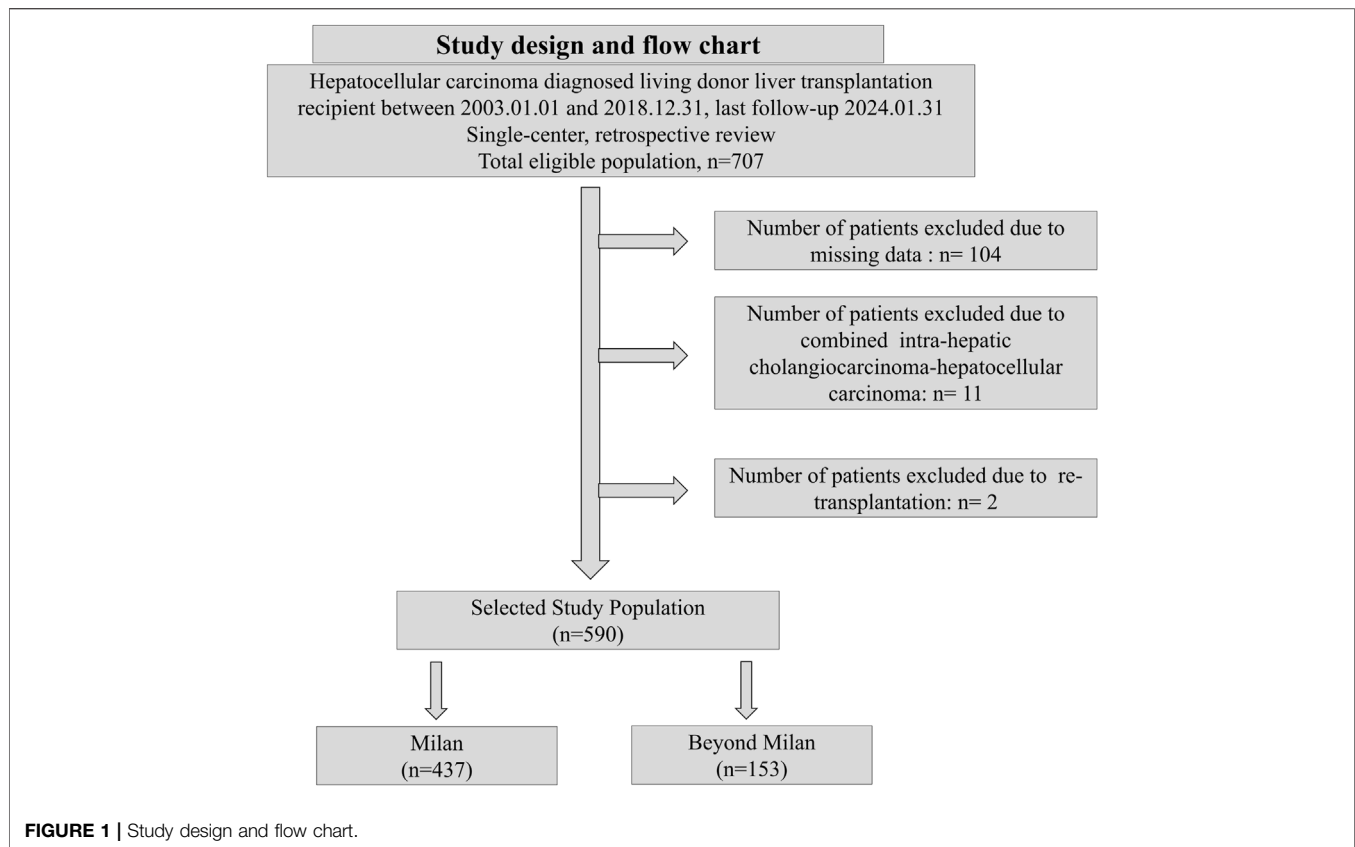 Study design and flow chart
Hepatocellular carcinoma diagnosed living donor liver transplantation
recipient between 2003.01.01 and 2018.12.31, last follow-up 2024.01.31
Single-center, retrospective review
Total eligible population, n=707
Number of patients excluded due to
missing data : n= 104
Number of patients excluded due to
combined intra-hepatic
cholangiocarcinoma-hepatocellular
carcinoma: n= 11
Number of patients excluded due to re-
transplantation: n= 2
Selected Study Population
(n=590)
Milan
(n=437)
Beyond Milan
(n=153)
FIGURE 1 | Study design and flow chart.